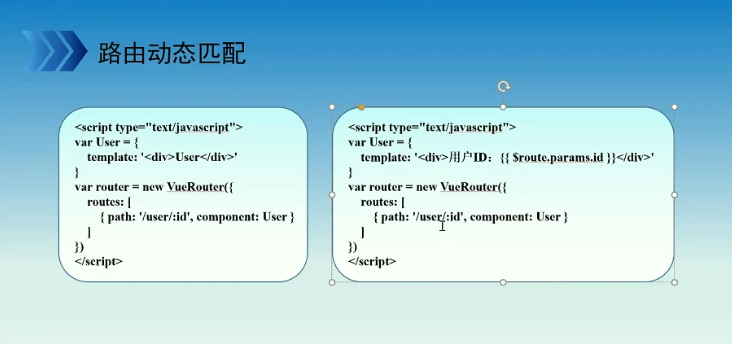 路由动态匹配
<script type="text/javascript">
var User = {
template: '<div>User</div>'
}
var router = new VueRouter({
routes: [
{ path: '/user/:id', component: User }
]
})
</script>
<script type="text/javascript">
var User = {
template: '<div>用户ID：{{ $route.params.id }}</div>'
}
var router = new VueRouter({
routes: [
{ path: '/user/:id', component: User }
]
})
</script>